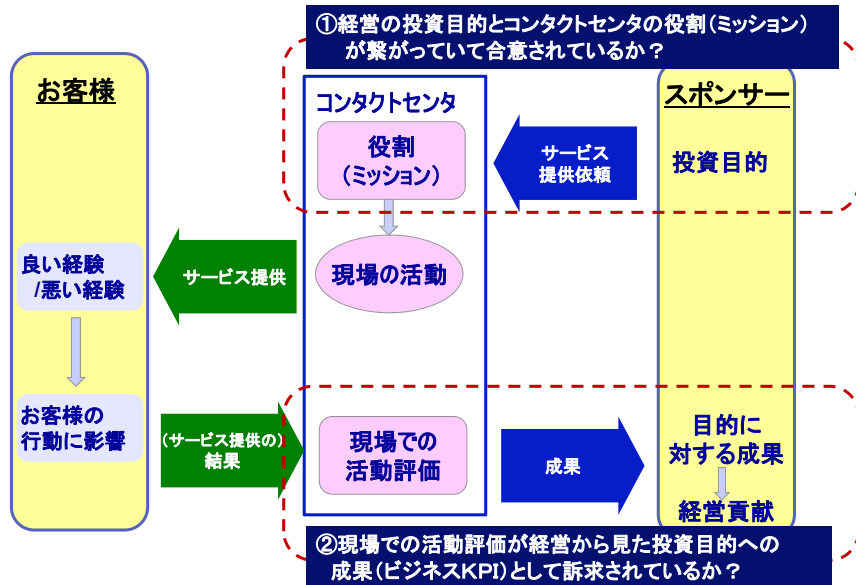 ①経営の投資目的とコンタクトセンタの役割(ミッション)
が繋がっていて合意されているか？
お客様
コンタクトセンタ
スポンサー
役割
(ミッション)
サービス
提供依頼
投資目的
良い経験
/悪い経験
サービス提供
現場の活動
お客様の
行動に影響
(サービス提供の)
結果
現場での
活動評価
成果
目的に
対する成果
経営貢献
②現場での活動評価が経営から見た投資目的への
成果(ビジネスKPI)として訴求されているか？